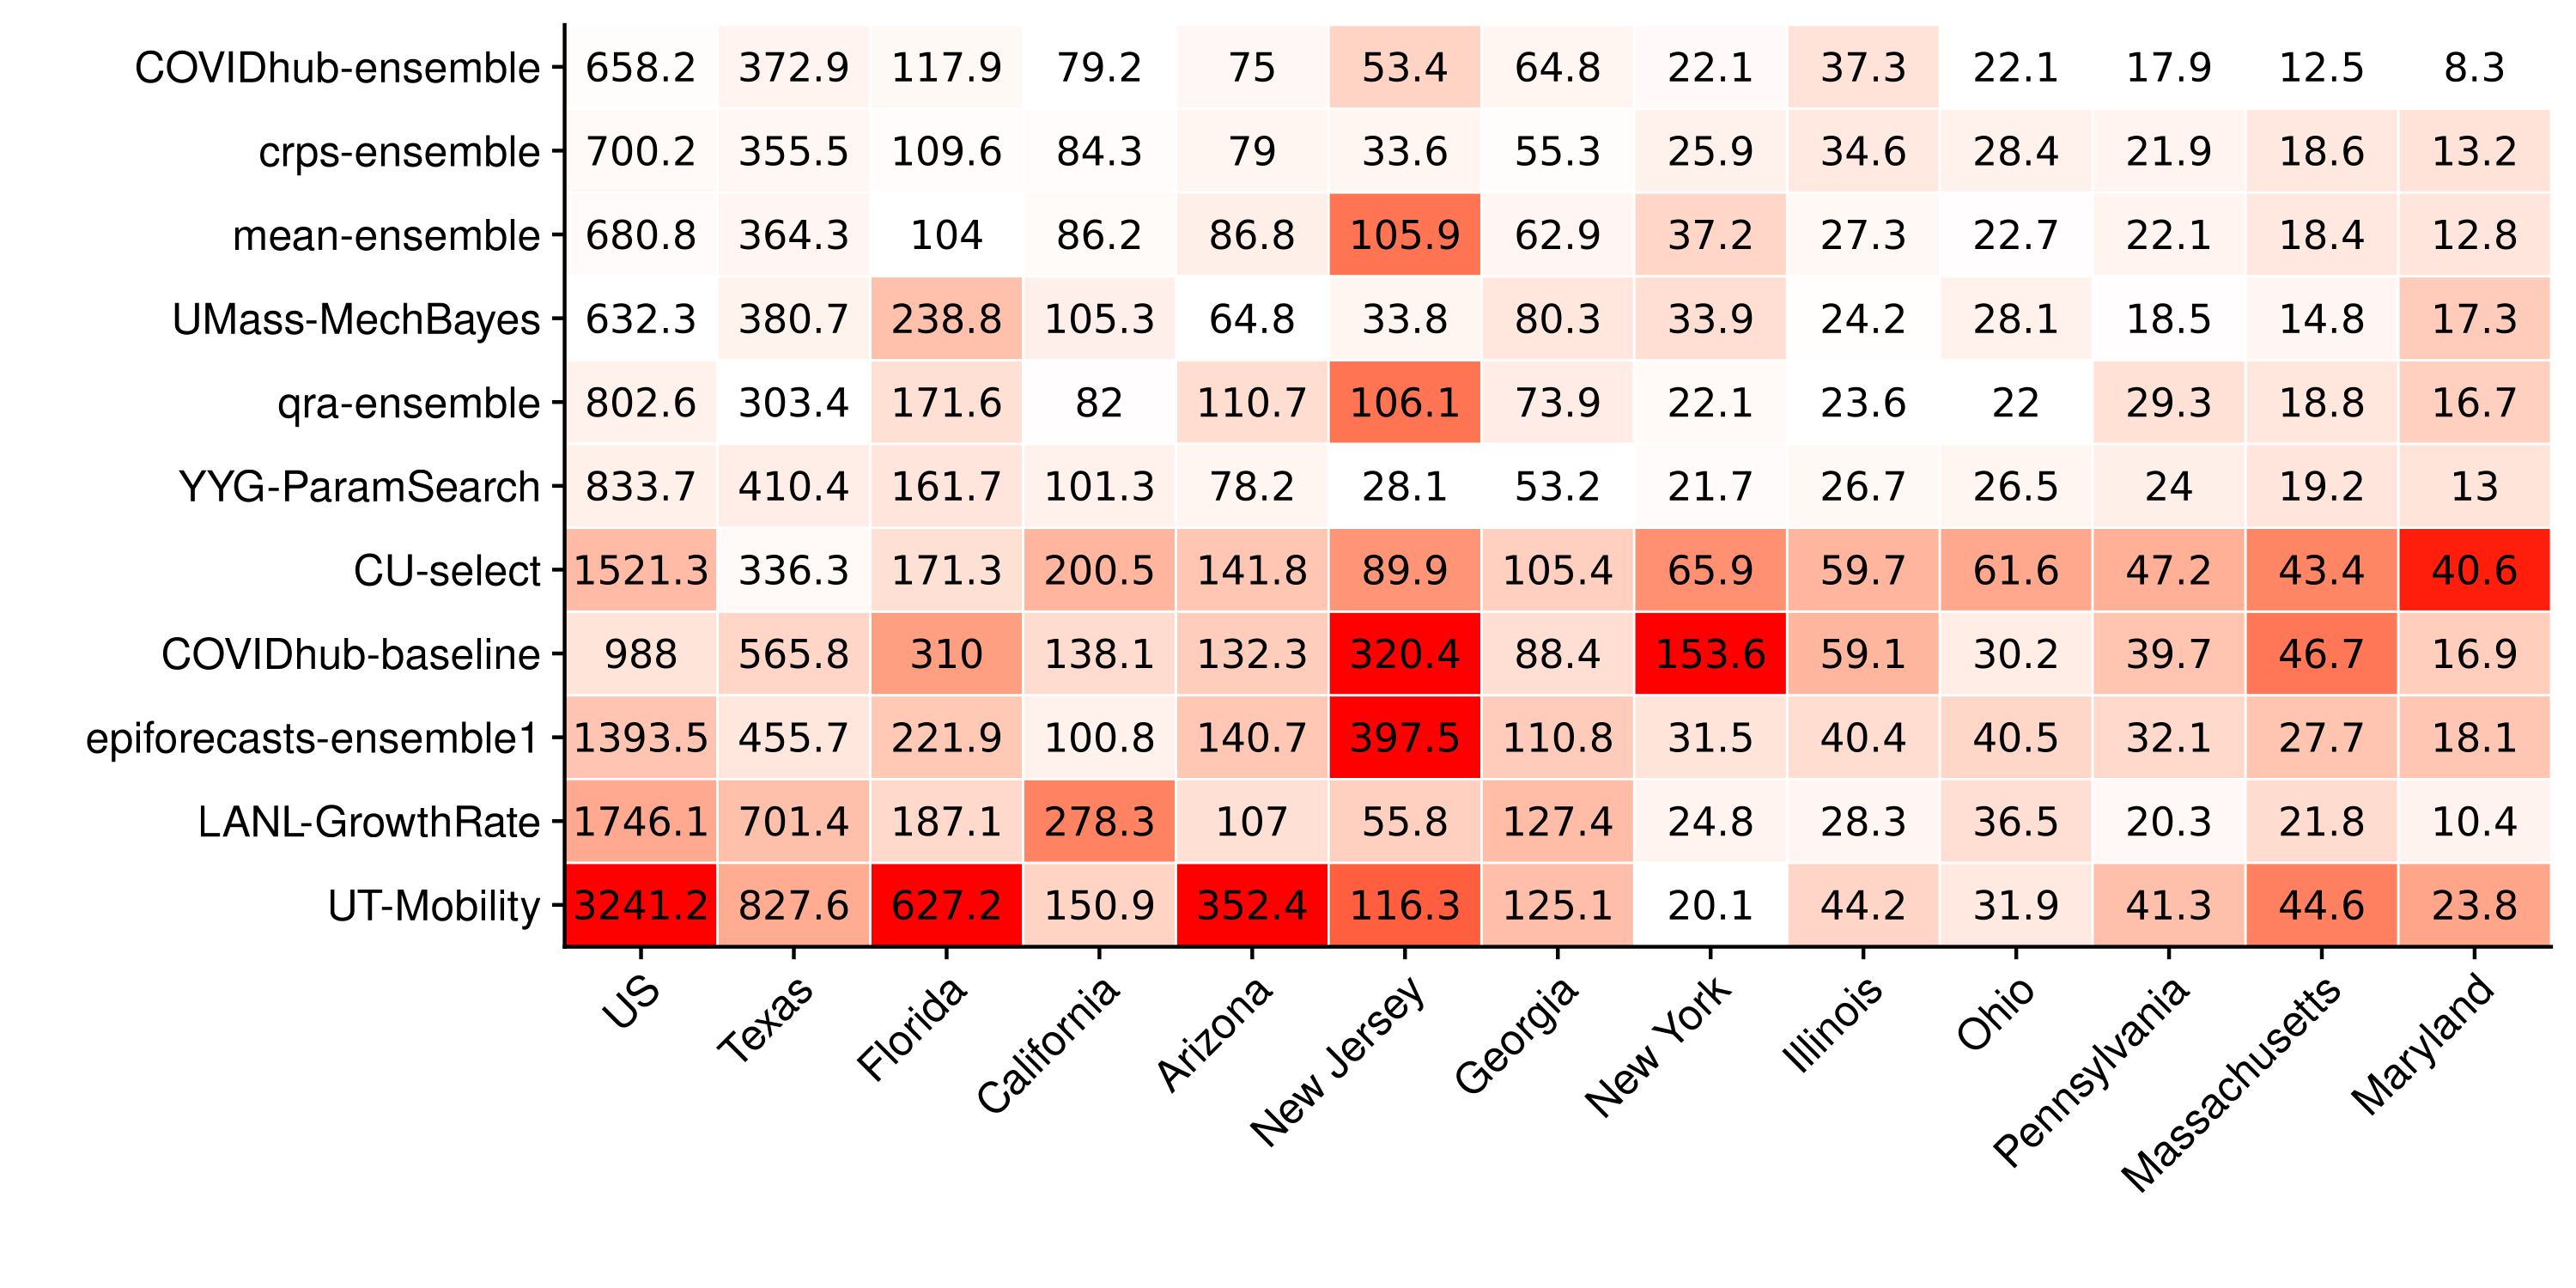 COVIDhub-ensemble 658.2 372.9 117.9 79.2 75 53.4 64.8 22.1 37.3 22.1 17.9 12.5 8.3
crps-ensemble 700.2 355.5 109.6 84.3 79 33.6 55.3 25.9 34.6 28.4 21.9 18.6 13.2
mean-ensemble 680.8 364.3 104 86.2 86.8 105.9 62.9 37.2 27.3 22.7 22.1 18.4 12.8
UMass-MechBayes 632.3 380.7 238.8 105.3 64.8 33.8 80.3 33.9 24.2 28.1 18.5 14.8 17.3
qra-ensemble 802.6 303.4 171.6 82 110.7 106.1 73.9 22.1 23.6 22 29.3 18.8 16.7
YYG-ParamSearch 833.7 410.4 161.7 101.3 78.2 28.1 53.2 21.7 26.7 26.5 24 19.2 13
CU-select 1521.3 336.3 171.3 200.5 141.8 89.9 105.4 65.9 59.7 61.6 47.2 43.4 40.6
COVIDhub-baseline 988 565.8 310 138.1 132.3 320.4 88.4 153.6 59.1 30.2 39.7 46.7 16.9
epiforecasts-ensemble1 1393.5 455.7 221.9 100.8 140.7 397.5 110.8 31.5 40.4 40.5 32.1 27.7 18.1
LANL-GrowthRate 1746.1 701.4 187.1 278.3 107 55.8 127.4 24.8 28.3 36.5 20.3 21.8 10.4
UT-Mobility 3241.2 827.6 627.2 150.9 352.4 116.3 125.1 20.1 44.2 31.9 41.3 44.6 23.8
US Texas Florida California Arizona New Jersey Georgia New York Illinois Ohio Pennsylvania Massachusetts Maryland